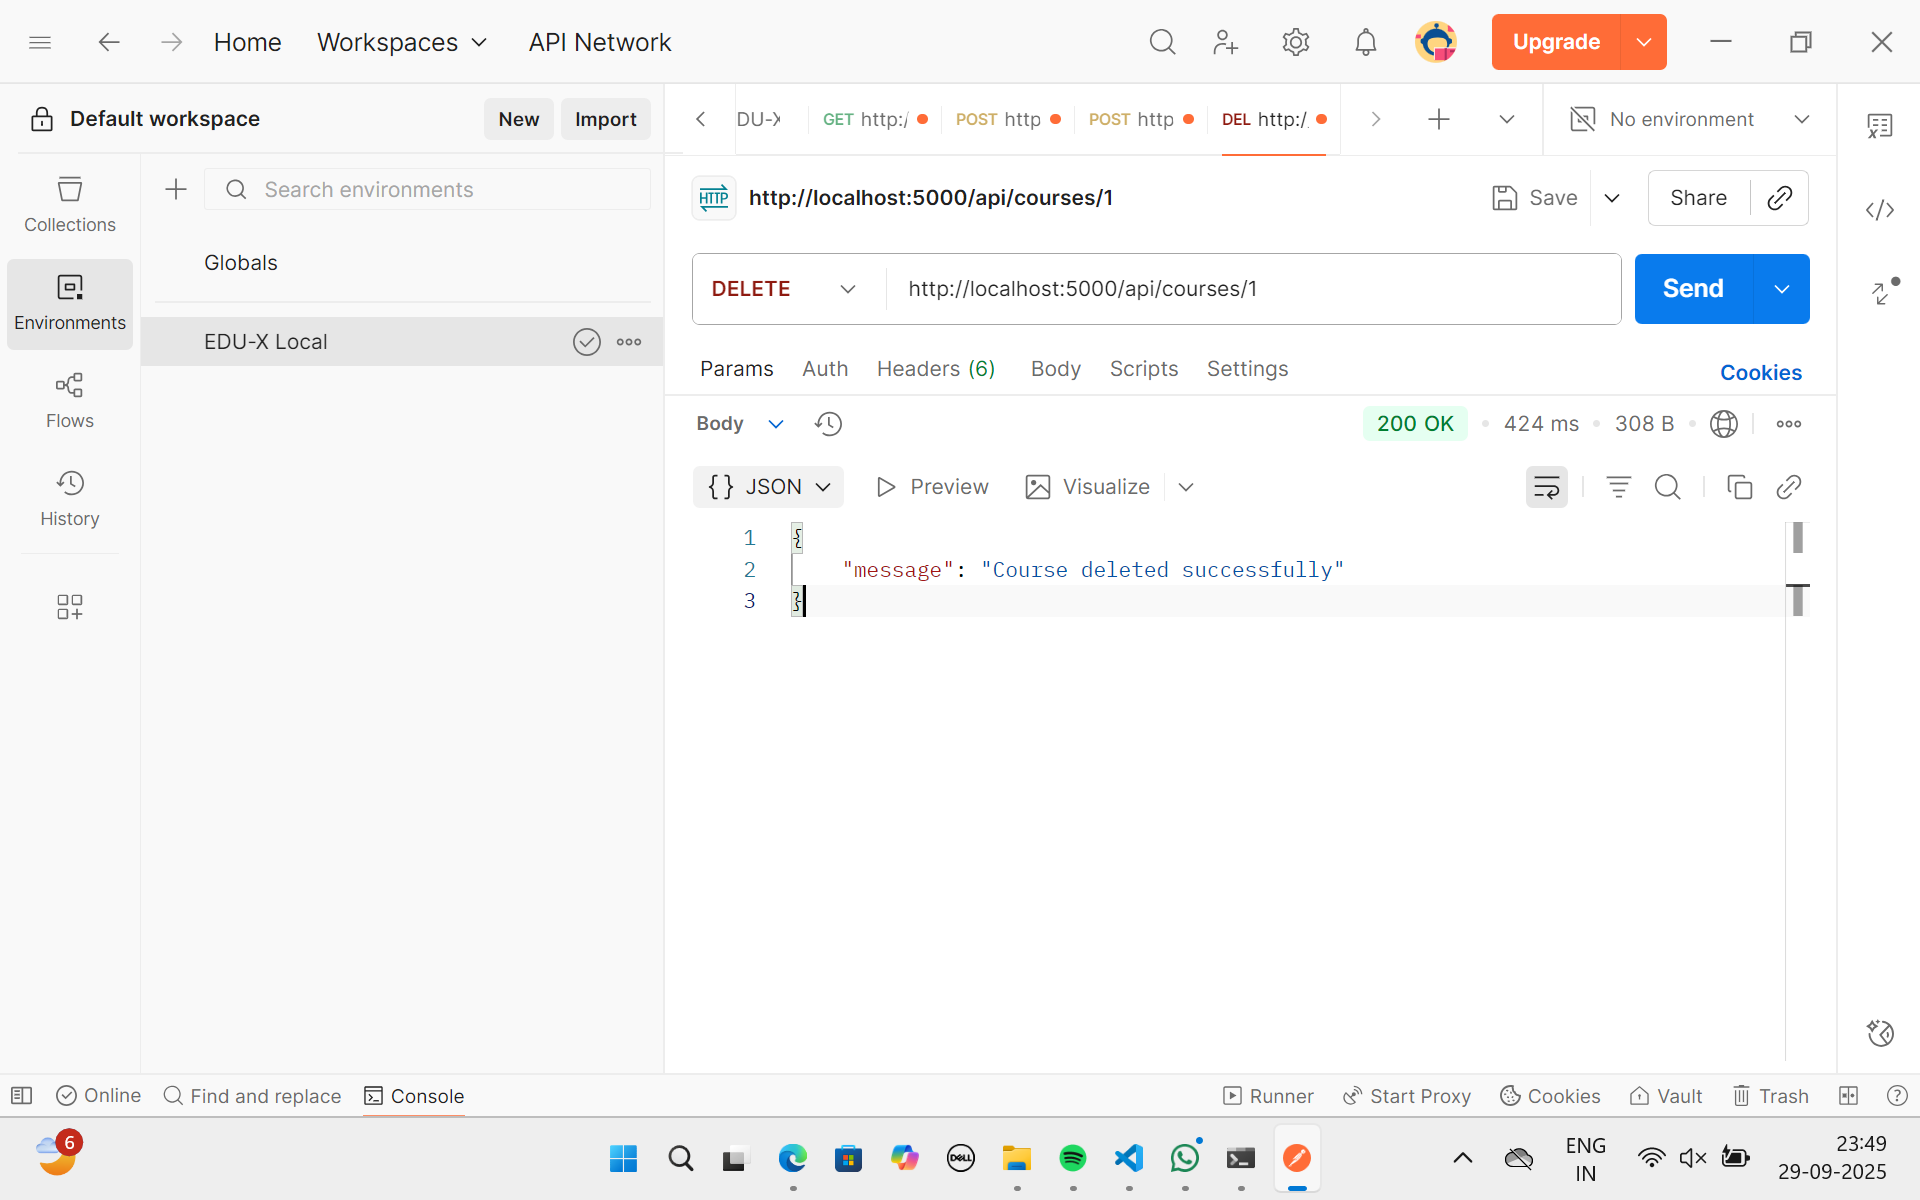 Home Workspaces API Network Upgrade
Default workspace New Import
DU-X GET http:/ POST http POST http DEL http:/ No environment
Search environments
HTTP http://localhost:5000/api/courses/1 Save Share
Collections
Globals
DELETE http://localhost:5000/api/courses/1 Send
Environments
EDU-X Local
Params Auth Headers (6) Body Scripts Settings Cookies
Flows
Body 200 OK 424 ms 308 B
History
{} JSON Preview Visualize
1 {
2 "message": "Course deleted successfully"
3 }
Online Find and replace Console Runner Start Proxy Cookies Vault Trash
6
DELL
ENG
IN
23:49
29-09-2025